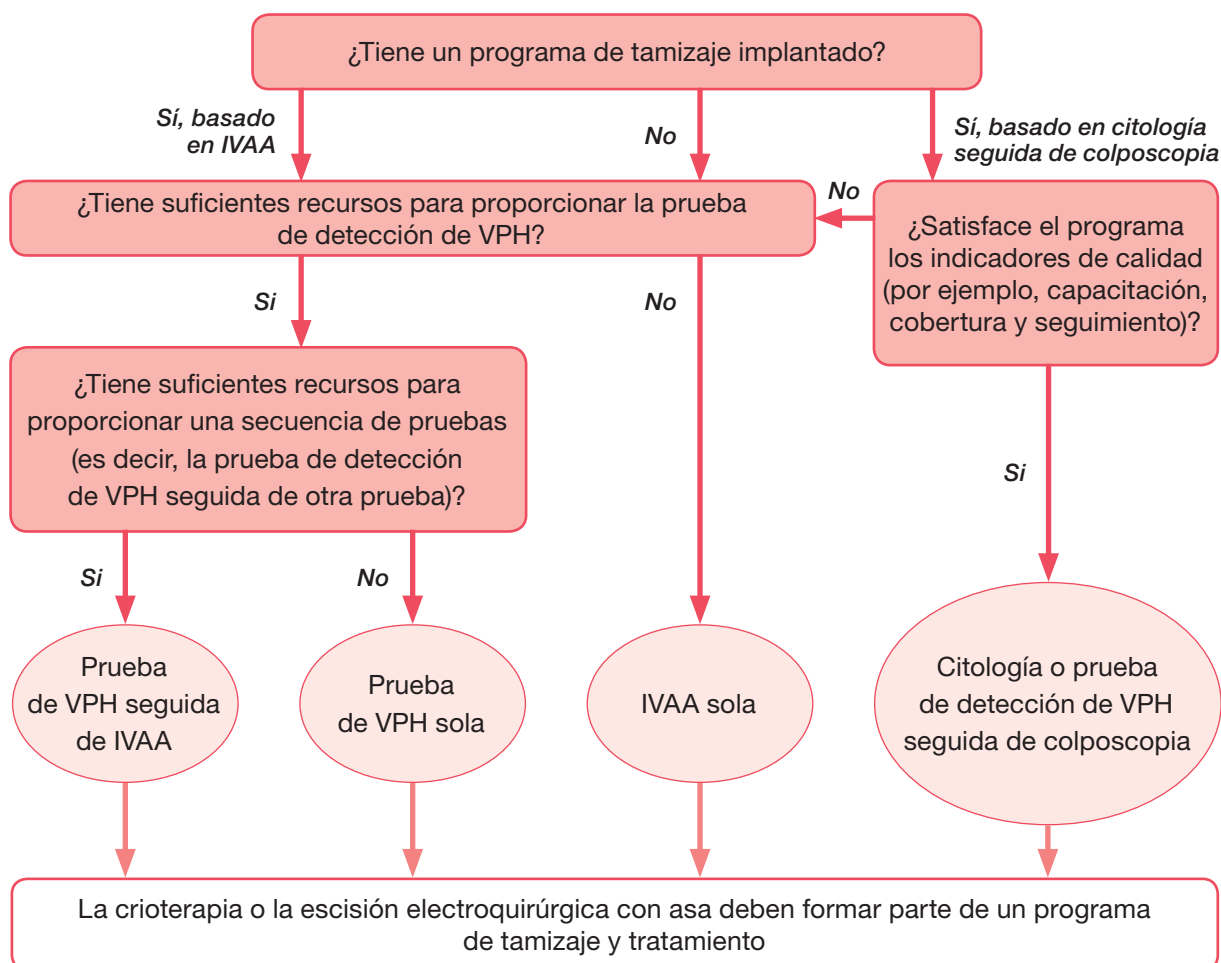 ¿Tiene un programa de tamizaje implantado?
Sí, basado
en IVAA
No
Sí, basado en citología
seguida de colposcopia
¿Tiene suficientes recursos para proporcionar la prueba
de detección de VPH?
No
¿Satisface el programa
los indicadores de calidad
(por ejemplo, capacitación,
cobertura y seguimiento)?
Si
No
¿Tiene suficientes recursos para
proporcionar una secuencia de pruebas
(es decir, la prueba de detección
de VPH seguida de otra prueba)?
Si
Si
No
Prueba
de VPH seguida
de IVAA
Prueba
de VPH sola
IVAA sola
Citología o prueba
de detección de VPH
seguida de colposcopia
La crioterapia o la escisión electroquirúrgica con asa deben formar parte de un programa
de tamizaje y tratamiento